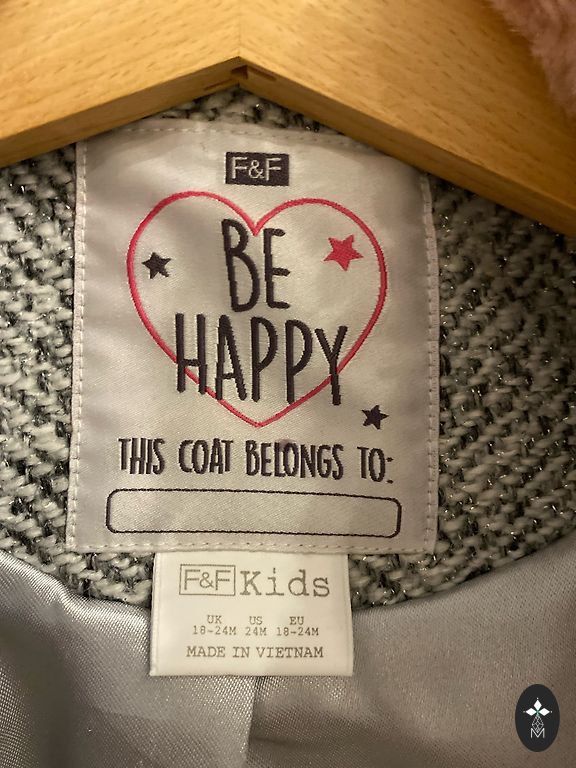 F&F
BE
HAPPY
THIS COAT BELONGS TO:
F&F Kids
UK US EU
18-24M 24M 18-24M
MADE IN VIETNAM
M